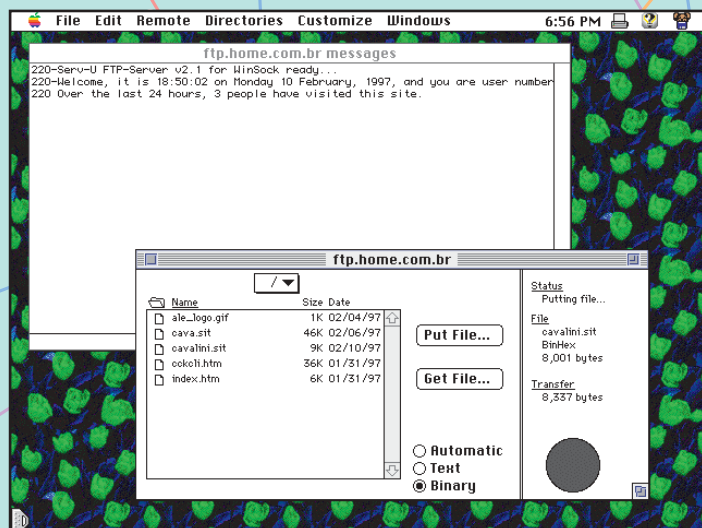 File Edit Remote Directories Customize Windows 6:56 PM
ftp.home.com.br messages
220-Serv-U FTP-Server v2.1 for WinSock ready...
220-Welcome, it is 18:50:02 on Monday 10 February, 1997, and you are user number
220 Over the last 24 hours, 3 people have visited this site.
ftp.home.com.br
/
Name Size Date
ale_logo.gif 1K 02/04/97
cava.sit 46K 02/06/97
cavalini.sit 9K 02/10/97
cckcli.htm 36K 01/31/97
index.htm 6K 01/31/97
Put File...
Get File...
Automatic
Text
Binary
Status
Putting file...
File
cavalini.sit
BinHex
8,001 bytes
Transfer
8,337 bytes